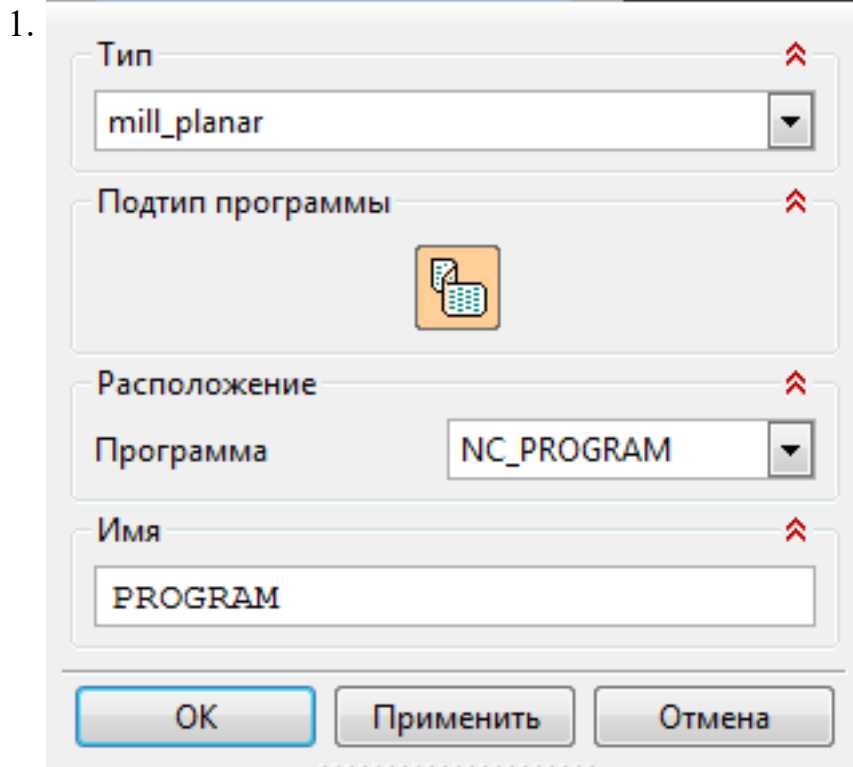 1.
Тип
mill_planar
Подтип программы
Расположение
Программа NC_PROGRAM
Имя
PROGRAM
OK Применить Отмена